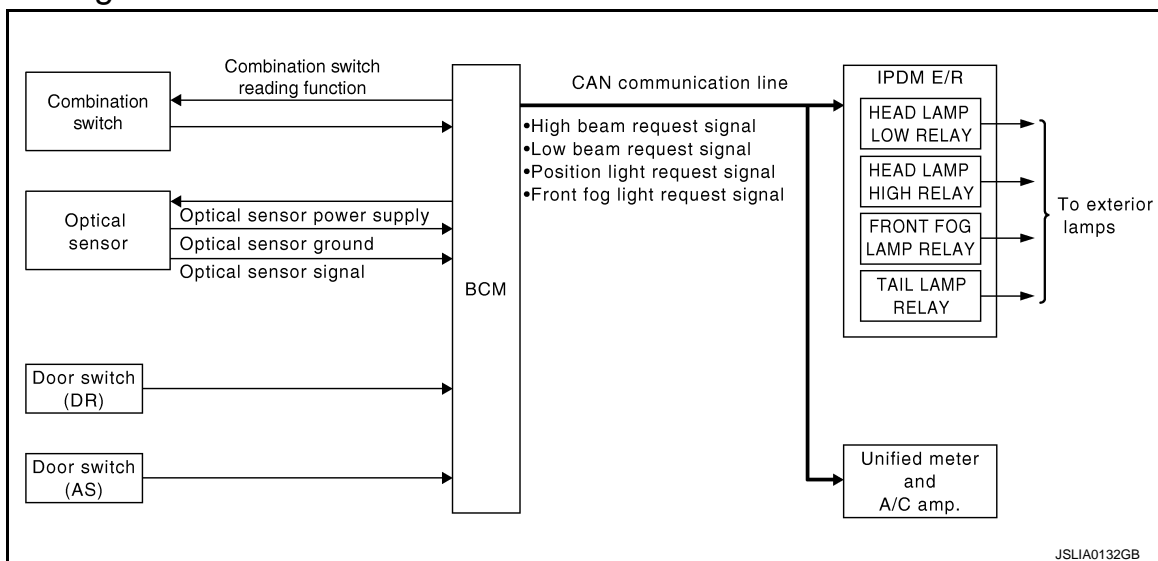 Combination switch
reading function
Combination
switch
Optical sensor power supply
Optical sensor ground
Optical sensor signal
Optical
sensor
Door switch
(DR)
Door switch
(AS)
BCM
CAN communication line
•High beam request signal
•Low beam request signal
•Position light request signal
•Front fog light request signal
IPDM E/R
HEAD LAMP
LOW RELAY
HEAD LAMP
HIGH RELAY
FRONT FOG
LAMP RELAY
TAIL LAMP
RELAY
To exterior
lamps
Unified meter
and
A/C amp.
JSLIA0132GB